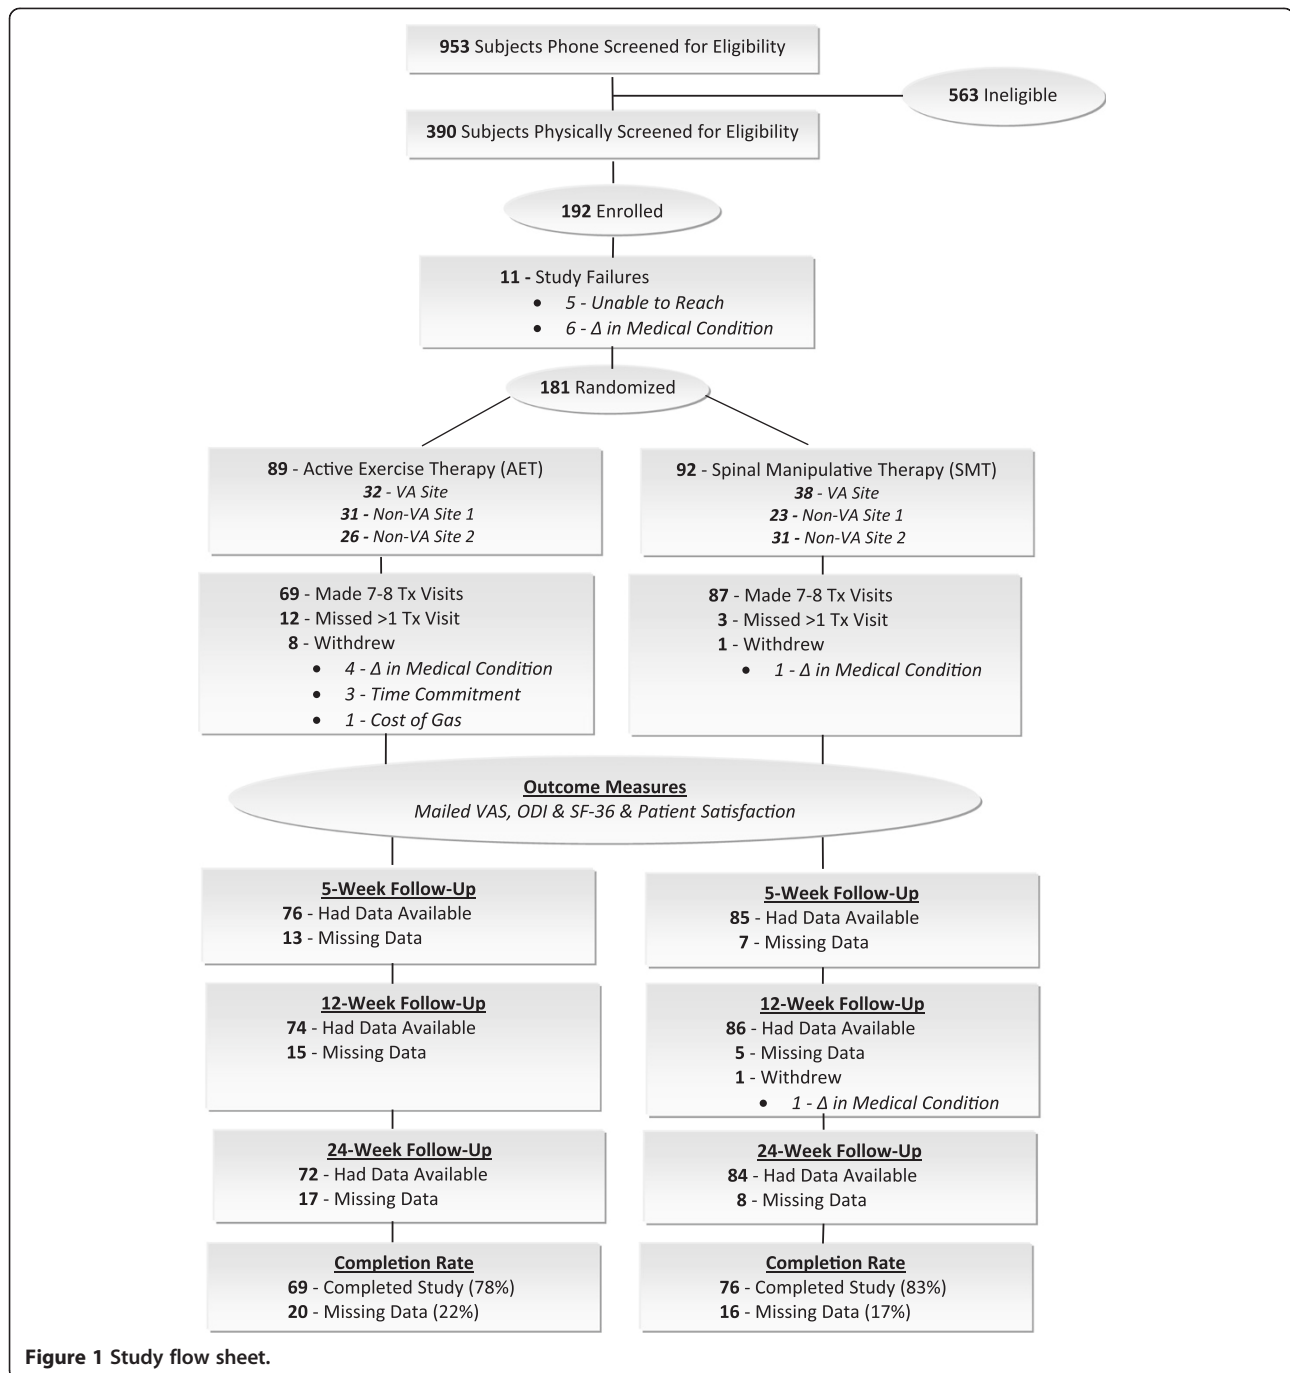 953 Subjects Phone Screened for Eligibility
563 Ineligible
390 Subjects Physically Screened for Eligibility
192 Enrolled
11 - Study Failures
• 5 - Unable to Reach
• 6 - Δ in Medical Condition
181 Randomized
89 - Active Exercise Therapy (AET)
32 - VA Site
31 - Non-VA Site 1
26 - Non-VA Site 2
92 - Spinal Manipulative Therapy (SMT)
38 - VA Site
23 - Non-VA Site 1
31 - Non-VA Site 2
69 - Made 7-8 Tx Visits
12 - Missed >1 Tx Visit
8 - Withdrew
• 4 - Δ in Medical Condition
• 3 - Time Commitment
• 1 - Cost of Gas
87 - Made 7-8 Tx Visits
3 - Missed >1 Tx Visit
1 - Withdrew
• 1 - Δ in Medical Condition
Outcome Measures
Mailed VAS, ODI & SF-36 & Patient Satisfaction
5-Week Follow-Up
76 - Had Data Available
13 - Missing Data
5-Week Follow-Up
85 - Had Data Available
7 - Missing Data
12-Week Follow-Up
74 - Had Data Available
15 - Missing Data
12-Week Follow-Up
86 - Had Data Available
5 - Missing Data
1 - Withdrew
• 1 - Δ in Medical Condition
24-Week Follow-Up
72 - Had Data Available
17 - Missing Data
24-Week Follow-Up
84 - Had Data Available
8 - Missing Data
Completion Rate
69 - Completed Study (78%)
20 - Missing Data (22%)
Completion Rate
76 - Completed Study (83%)
16 - Missing Data (17%)
Figure 1 Study flow sheet.